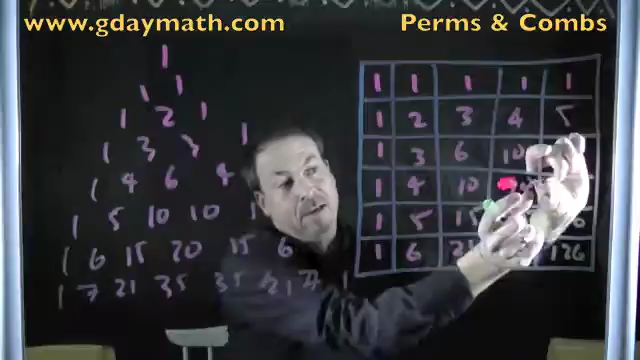 www.gdaymath.com Perms & Combs
1
1 1
1 2 1
1 3 3 1
1 4 6 4
1 5 10 10 1
1 6 15 20 15 6
1 7 21 35 35 21 7 1
1 1 1 1 1
1 2 3 4 5
1 3 6 10
1 4 10
1 5 15
1 6 21 126